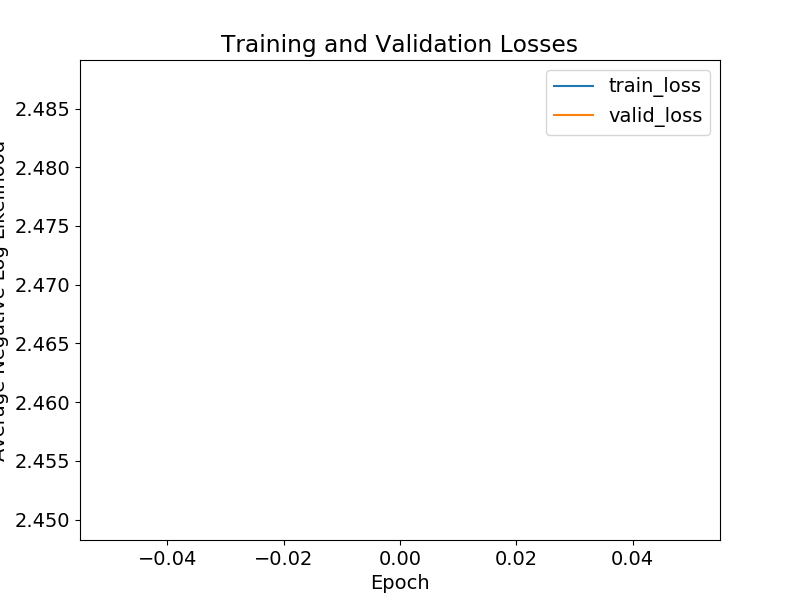 Training and Validation Losses
train_loss
valid_loss
2.485
2.480
2.475
2.470
2.465
2.460
2.455
2.450
Average Negative Log Likelihood
−0.04
−0.02
0.00
0.02
0.04
Epoch